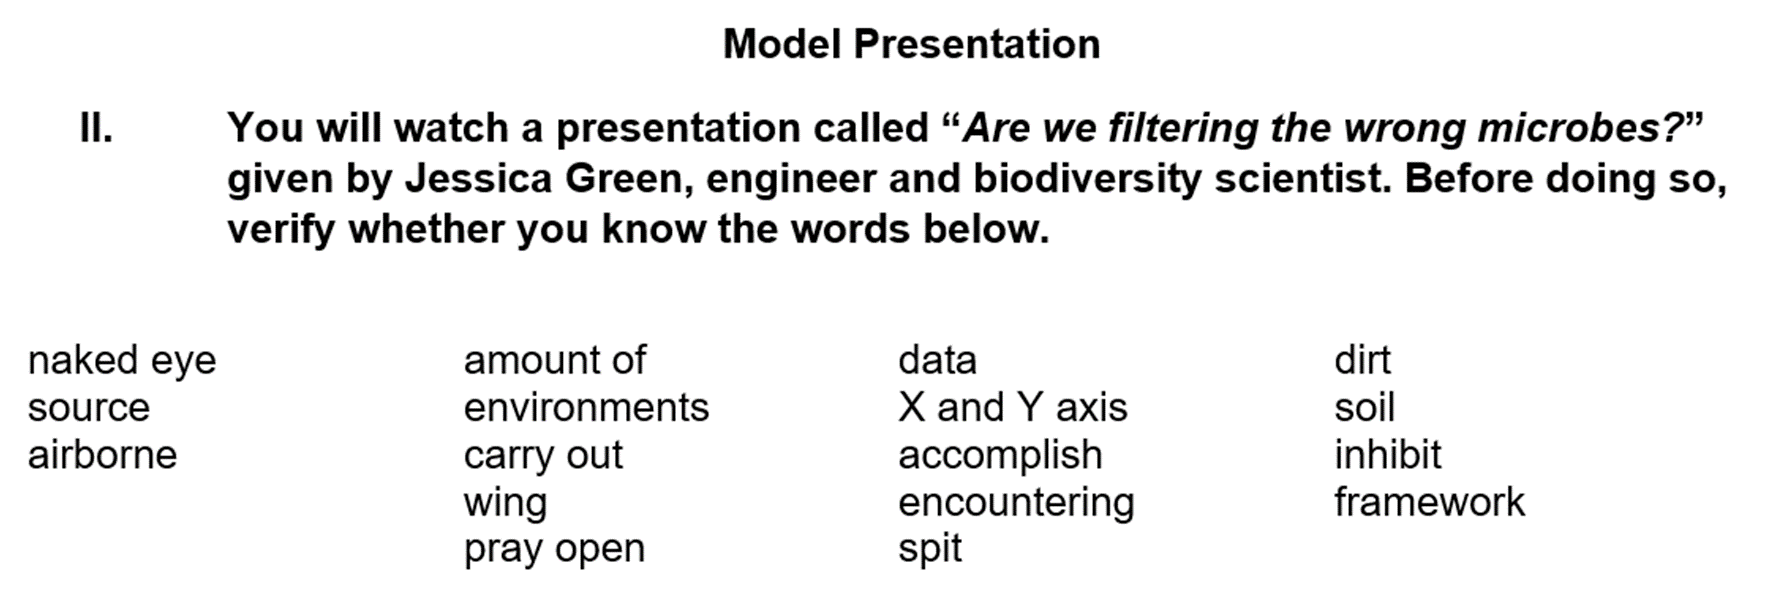 Model Presentation
II. You will watch a presentation called “Are we filtering the wrong microbes?”
given by Jessica Green, engineer and biodiversity scientist. Before doing so,
verify whether you know the words below.
naked eye amount of data dirt
source environments X and Y axis soil
airborne carry out accomplish inhibit
wing encountering framework
pray open spit